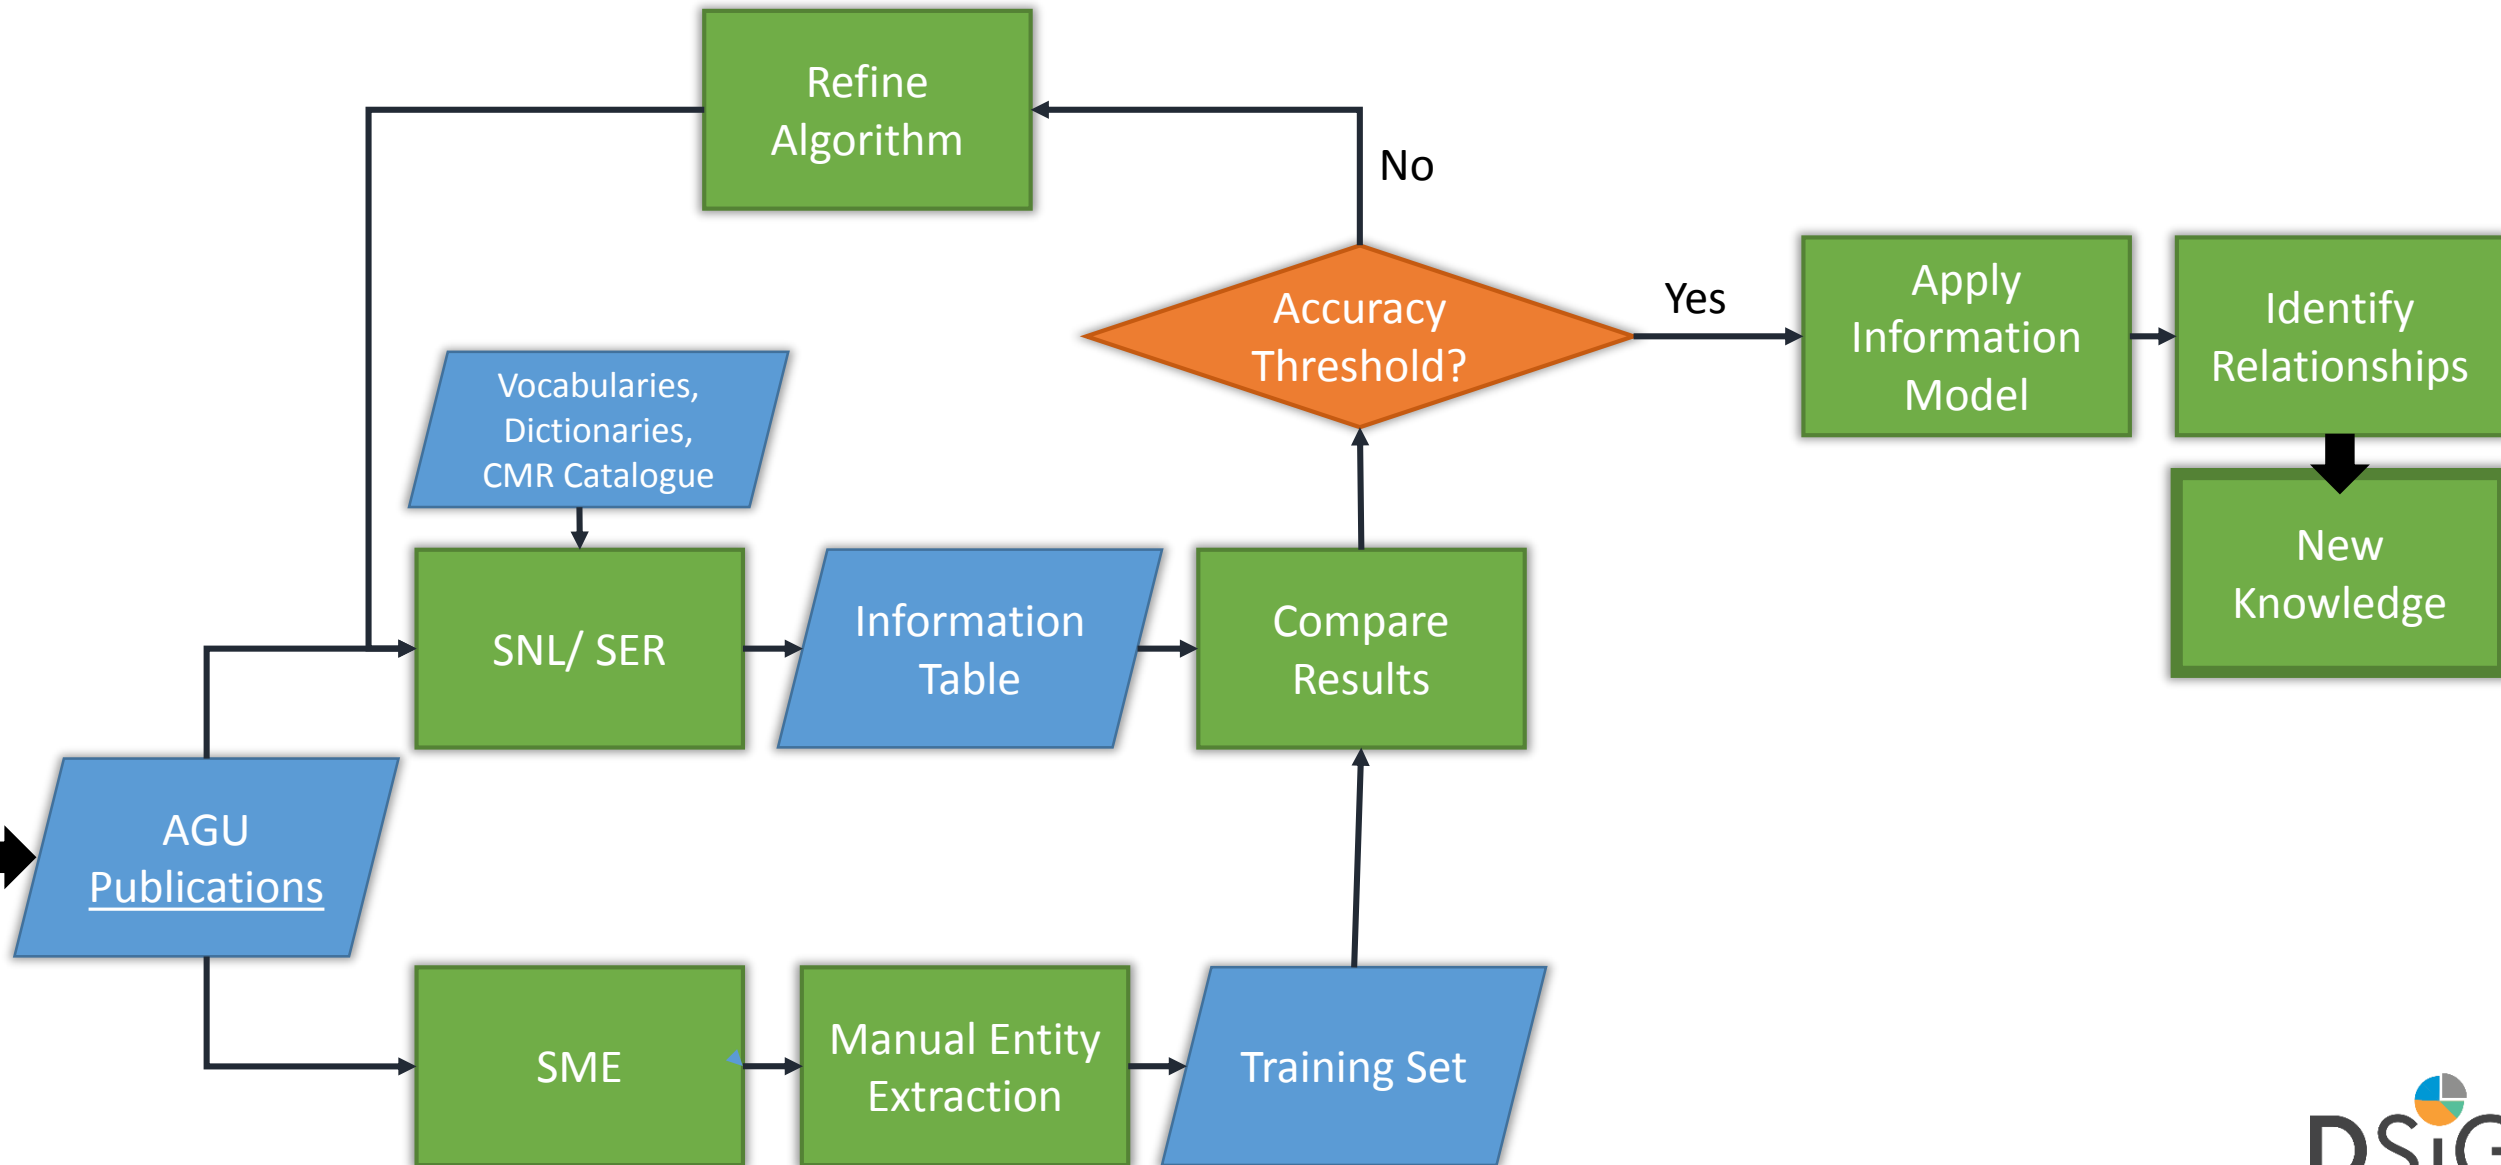 Refine
Algorithm
No
Accuracy
Threshold?
Yes
Apply
Information
Model
Identify
Relationships
Vocabularies,
Dictionaries,
CMR Catalogue
New
Knowledge
SNL/ SER
Information
Table
Compare
Results
AGU
Publications
SME
Manual Entity
Extraction
Training Set
DSiG